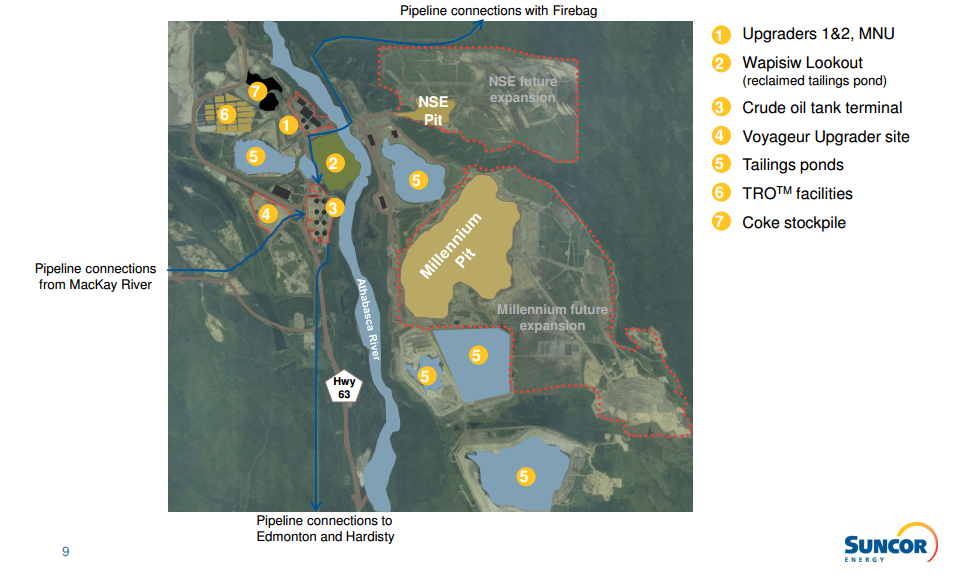 Pipeline connections with Firebag
1 Upgraders 1&2, MNU
2 Wapisiw Lookout
(reclaimed tailings pond)
3 Crude oil tank terminal
4 Voyageur Upgrader site
5 Tailings ponds
6 TRO™ facilities
7 Coke stockpile
NSE future
expansion
NSE
Pit
7
6
1
5
2
5
4
3
Millennium
Pit
Pipeline connections
from MacKay River
Athabasca River
Millennium future
expansion
5
5
Hwy
63
5
Pipeline connections to
Edmonton and Hardisty
9
SUNCOR
ENERGY